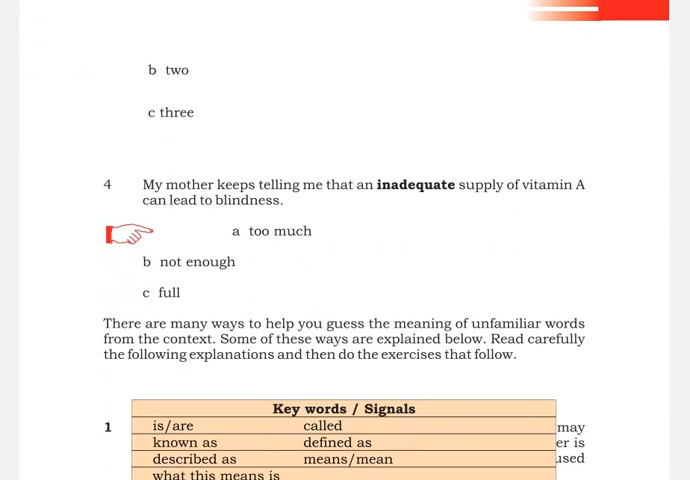 b two
c three
4 My mother keeps telling me that an inadequate supply of vitamin A
can lead to blindness.
a too much
b not enough
c full
There are many ways to help you guess the meaning of unfamiliar words
from the context. Some of these ways are explained below. Read carefully
the following explanations and then do the exercises that follow.
Key words / Signals
1 is/are called may
known as defined as er is
described as means/mean used
what this means is